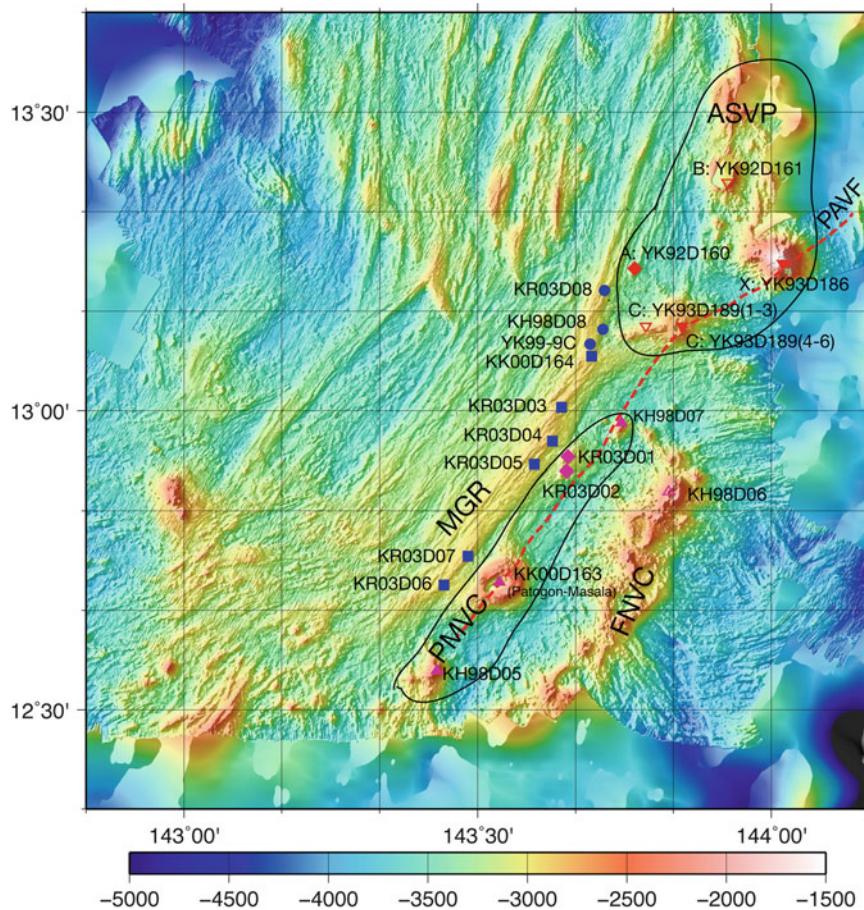 13°30'
ASVP
B: YK92D161
PAVF
A: YK92D160
X: YK93D186
KR03D08
C: YK93D189(1-3)
KH98D08
YK99-9C
C: YK93D189(4-6)
KK00D164
13°00'
KR03D03
KH98D07
KR03D04
KR03D01
KR03D05
KR03D02
KH98D06
MGR
KR03D07
KK00D163
(Patogon-Masala)
KR03D06
FNVC
PMVC
KH98D05
12°30'
143°00' 143°30' 144°00'
−5000 −4500 −4000 −3500 −3000 −2500 −2000 −1500